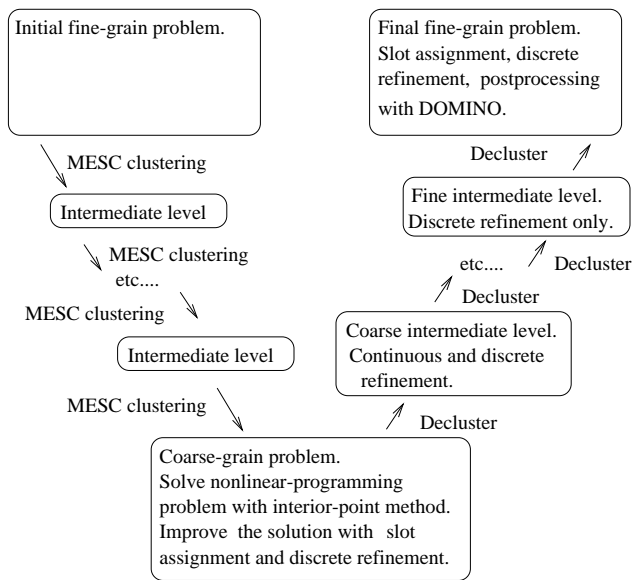 Initial fine-grain problem.
MESC clustering
Intermediate level
MESC clustering
etc....
MESC clustering
Intermediate level
MESC clustering
Coarse-grain problem.
Solve nonlinear-programming
problem with interior-point method.
Improve the solution with slot
assignment and discrete refinement.
Decluster
Coarse intermediate level.
Continuous and discrete
refinement.
Decluster
etc....
Decluster
Fine intermediate level.
Discrete refinement only.
Decluster
Final fine-grain problem.
Slot assignment, discrete
refinement, postprocessing
with DOMINO.